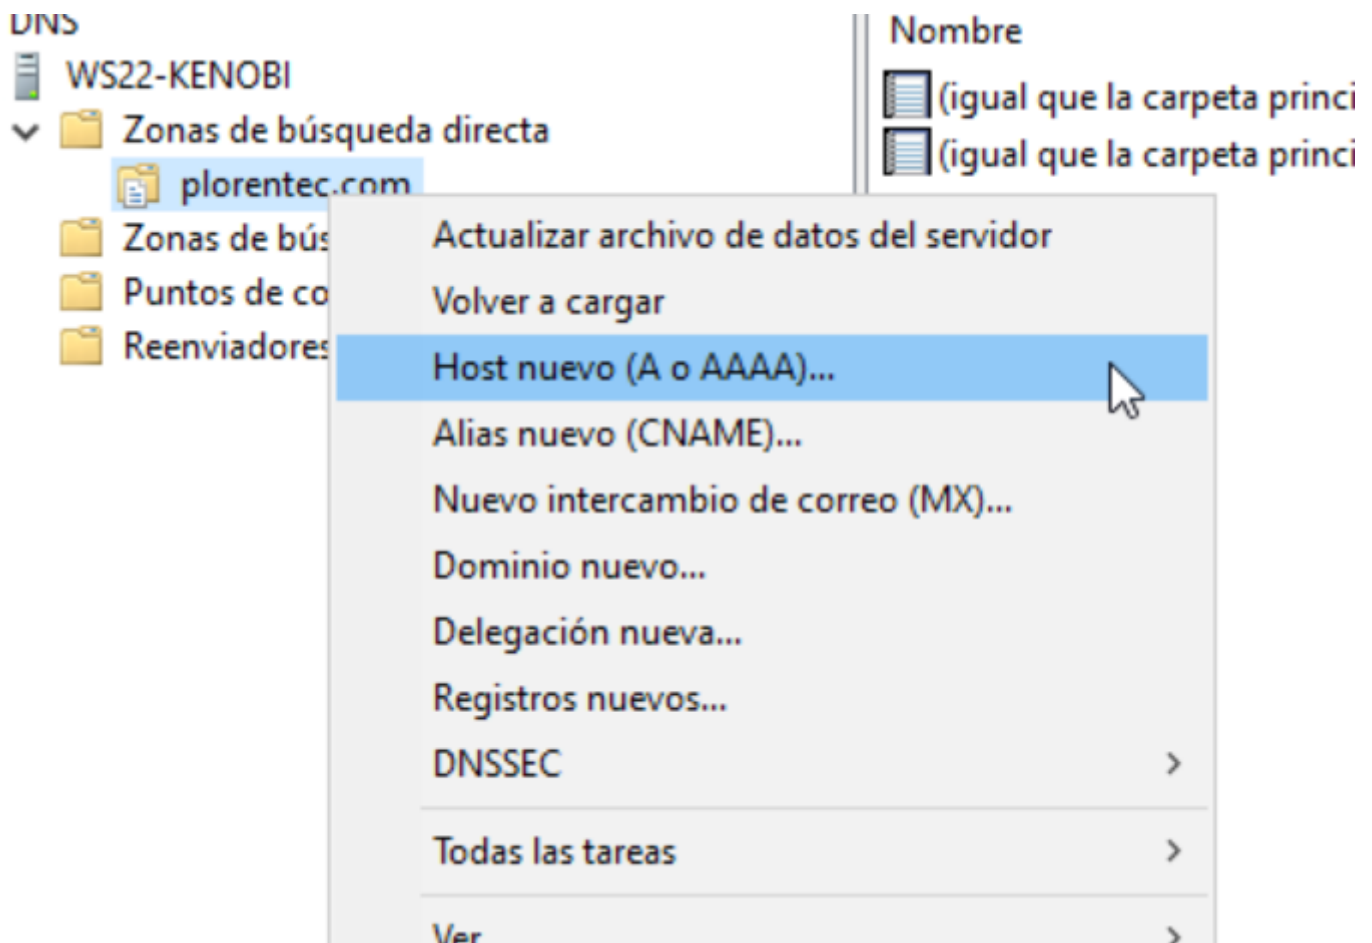 DNS
WS22-KENOBI
Zonas de búsqueda directa
plorentec.com
Zonas de bús
Puntos de co
Reenviadores
Nombre
(igual que la carpeta princi
(igual que la carpeta princi
Actualizar archivo de datos del servidor
Volver a cargar
Host nuevo (A o AAAA)...
Alias nuevo (CNAME)...
Nuevo intercambio de correo (MX)...
Dominio nuevo...
Delegación nueva...
Registros nuevos...
DNSSEC
Todas las tareas
Ver